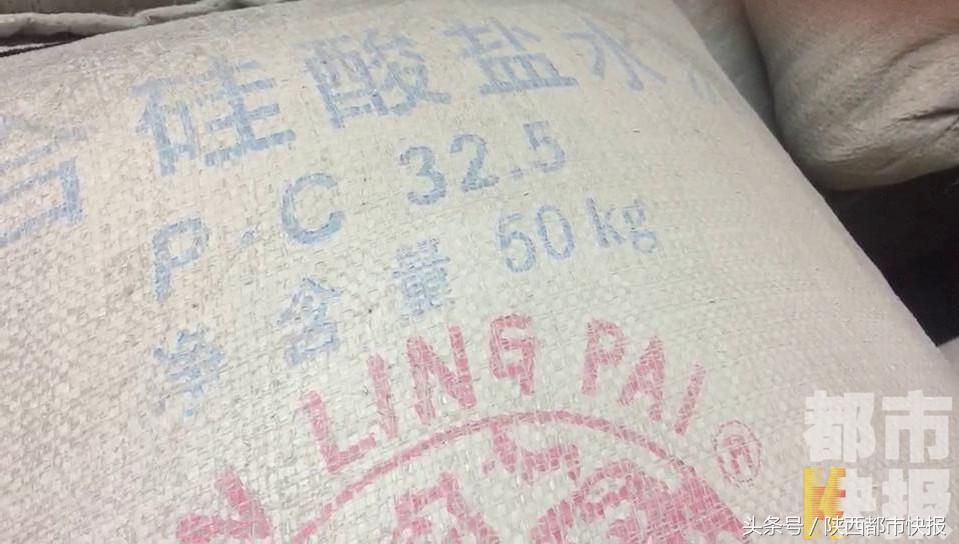 合硅酸盐水
P.C 32.5
净含量 50kg
LING PAI ®
都市
快报
头条号 / 陕西都市快报